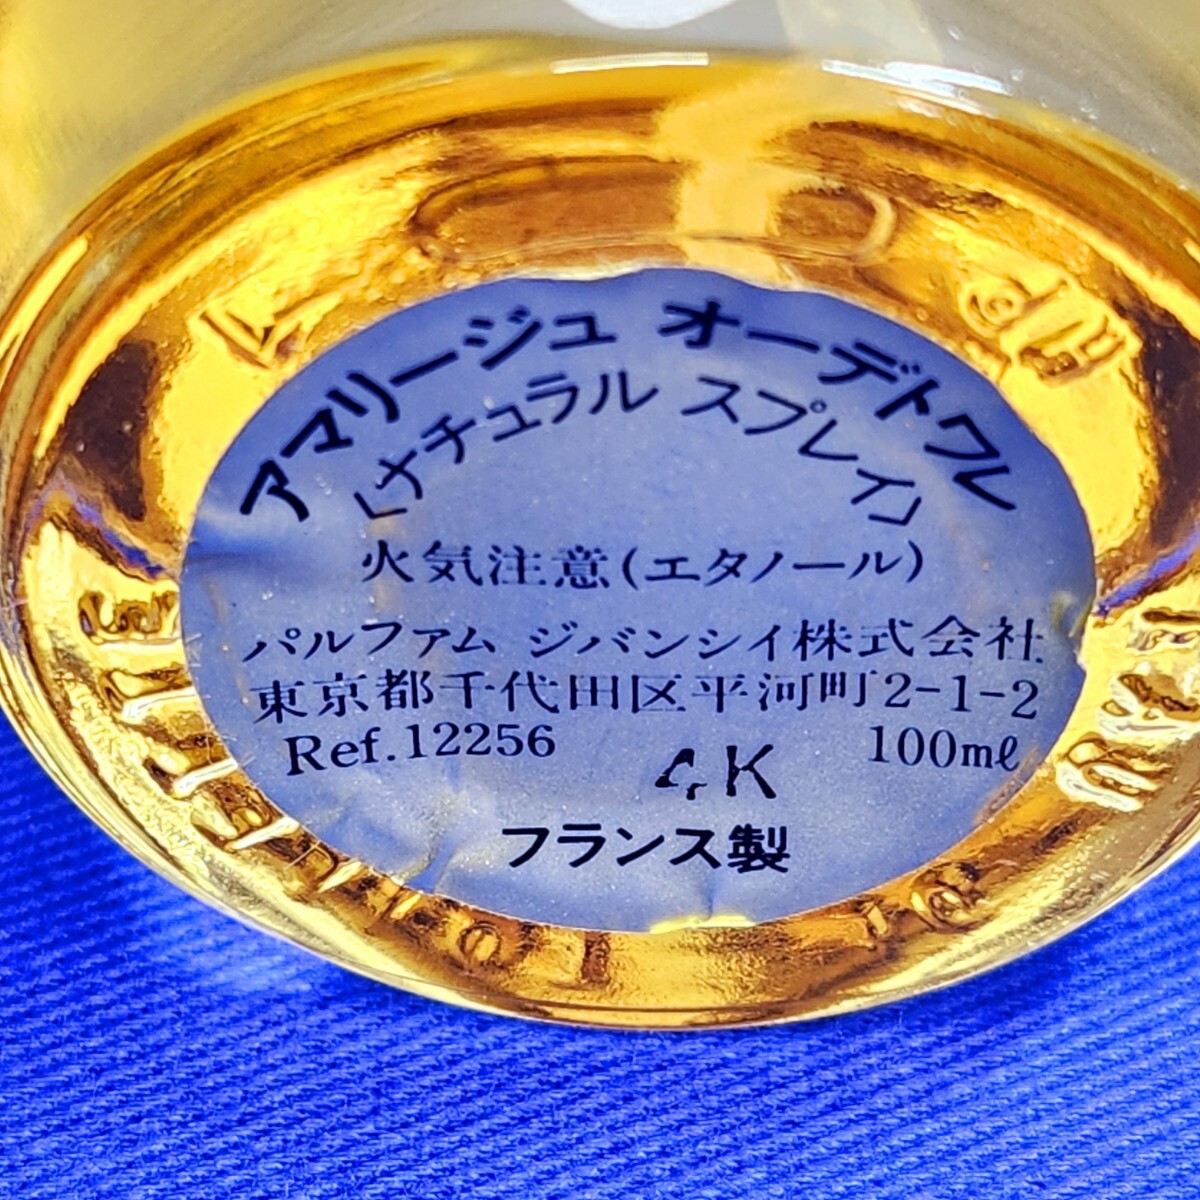 アマリージュ オーデトワレ
〈ナチュラル スプレイ〉
火気注意(エタノール)
パルファム ジバンシイ株式会社
東京都千代田区平河町2-1-2
Ref.12256
100mℓ
4K
フランス製